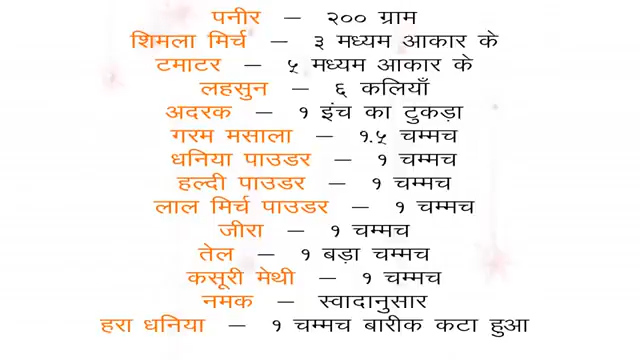 पनीर – २०० ग्राम
शिमला मिर्च – ३ मध्यम आकार के
टमाटर – ५ मध्यम आकार के
लहसुन – ६ कलियाँ
अदरक – १ इंच का टुकड़ा
गरम मसाला – १.५ चम्मच
धनिया पाउडर – १ चम्मच
हल्दी पाउडर – १ चम्मच
लाल मिर्च पाउडर – १ चम्मच
जीरा – १ चम्मच
तेल – १ बड़ा चम्मच
कसूरी मेथी – १ चम्मच
नमक – स्वादानुसार
हरा धनिया – १ चम्मच बारीक कटा हुआ